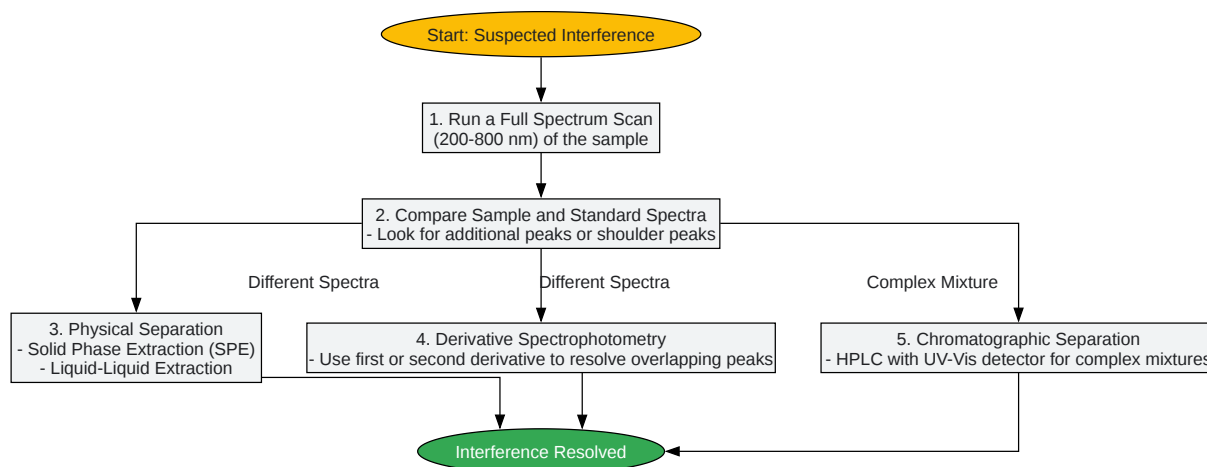 Start: Suspected Interference
1. Run a Full Spectrum Scan
(200-800 nm) of the sample
2. Compare Sample and Standard Spectra
- Look for additional peaks or shoulder peaks
Different Spectra
Different Spectra
Complex Mixture
3. Physical Separation
- Solid Phase Extraction (SPE)
- Liquid-Liquid Extraction
4. Derivative Spectrophotometry
- Use first or second derivative to resolve overlapping peaks
5. Chromatographic Separation
- HPLC with UV-Vis detector for complex mixtures
Interference Resolved